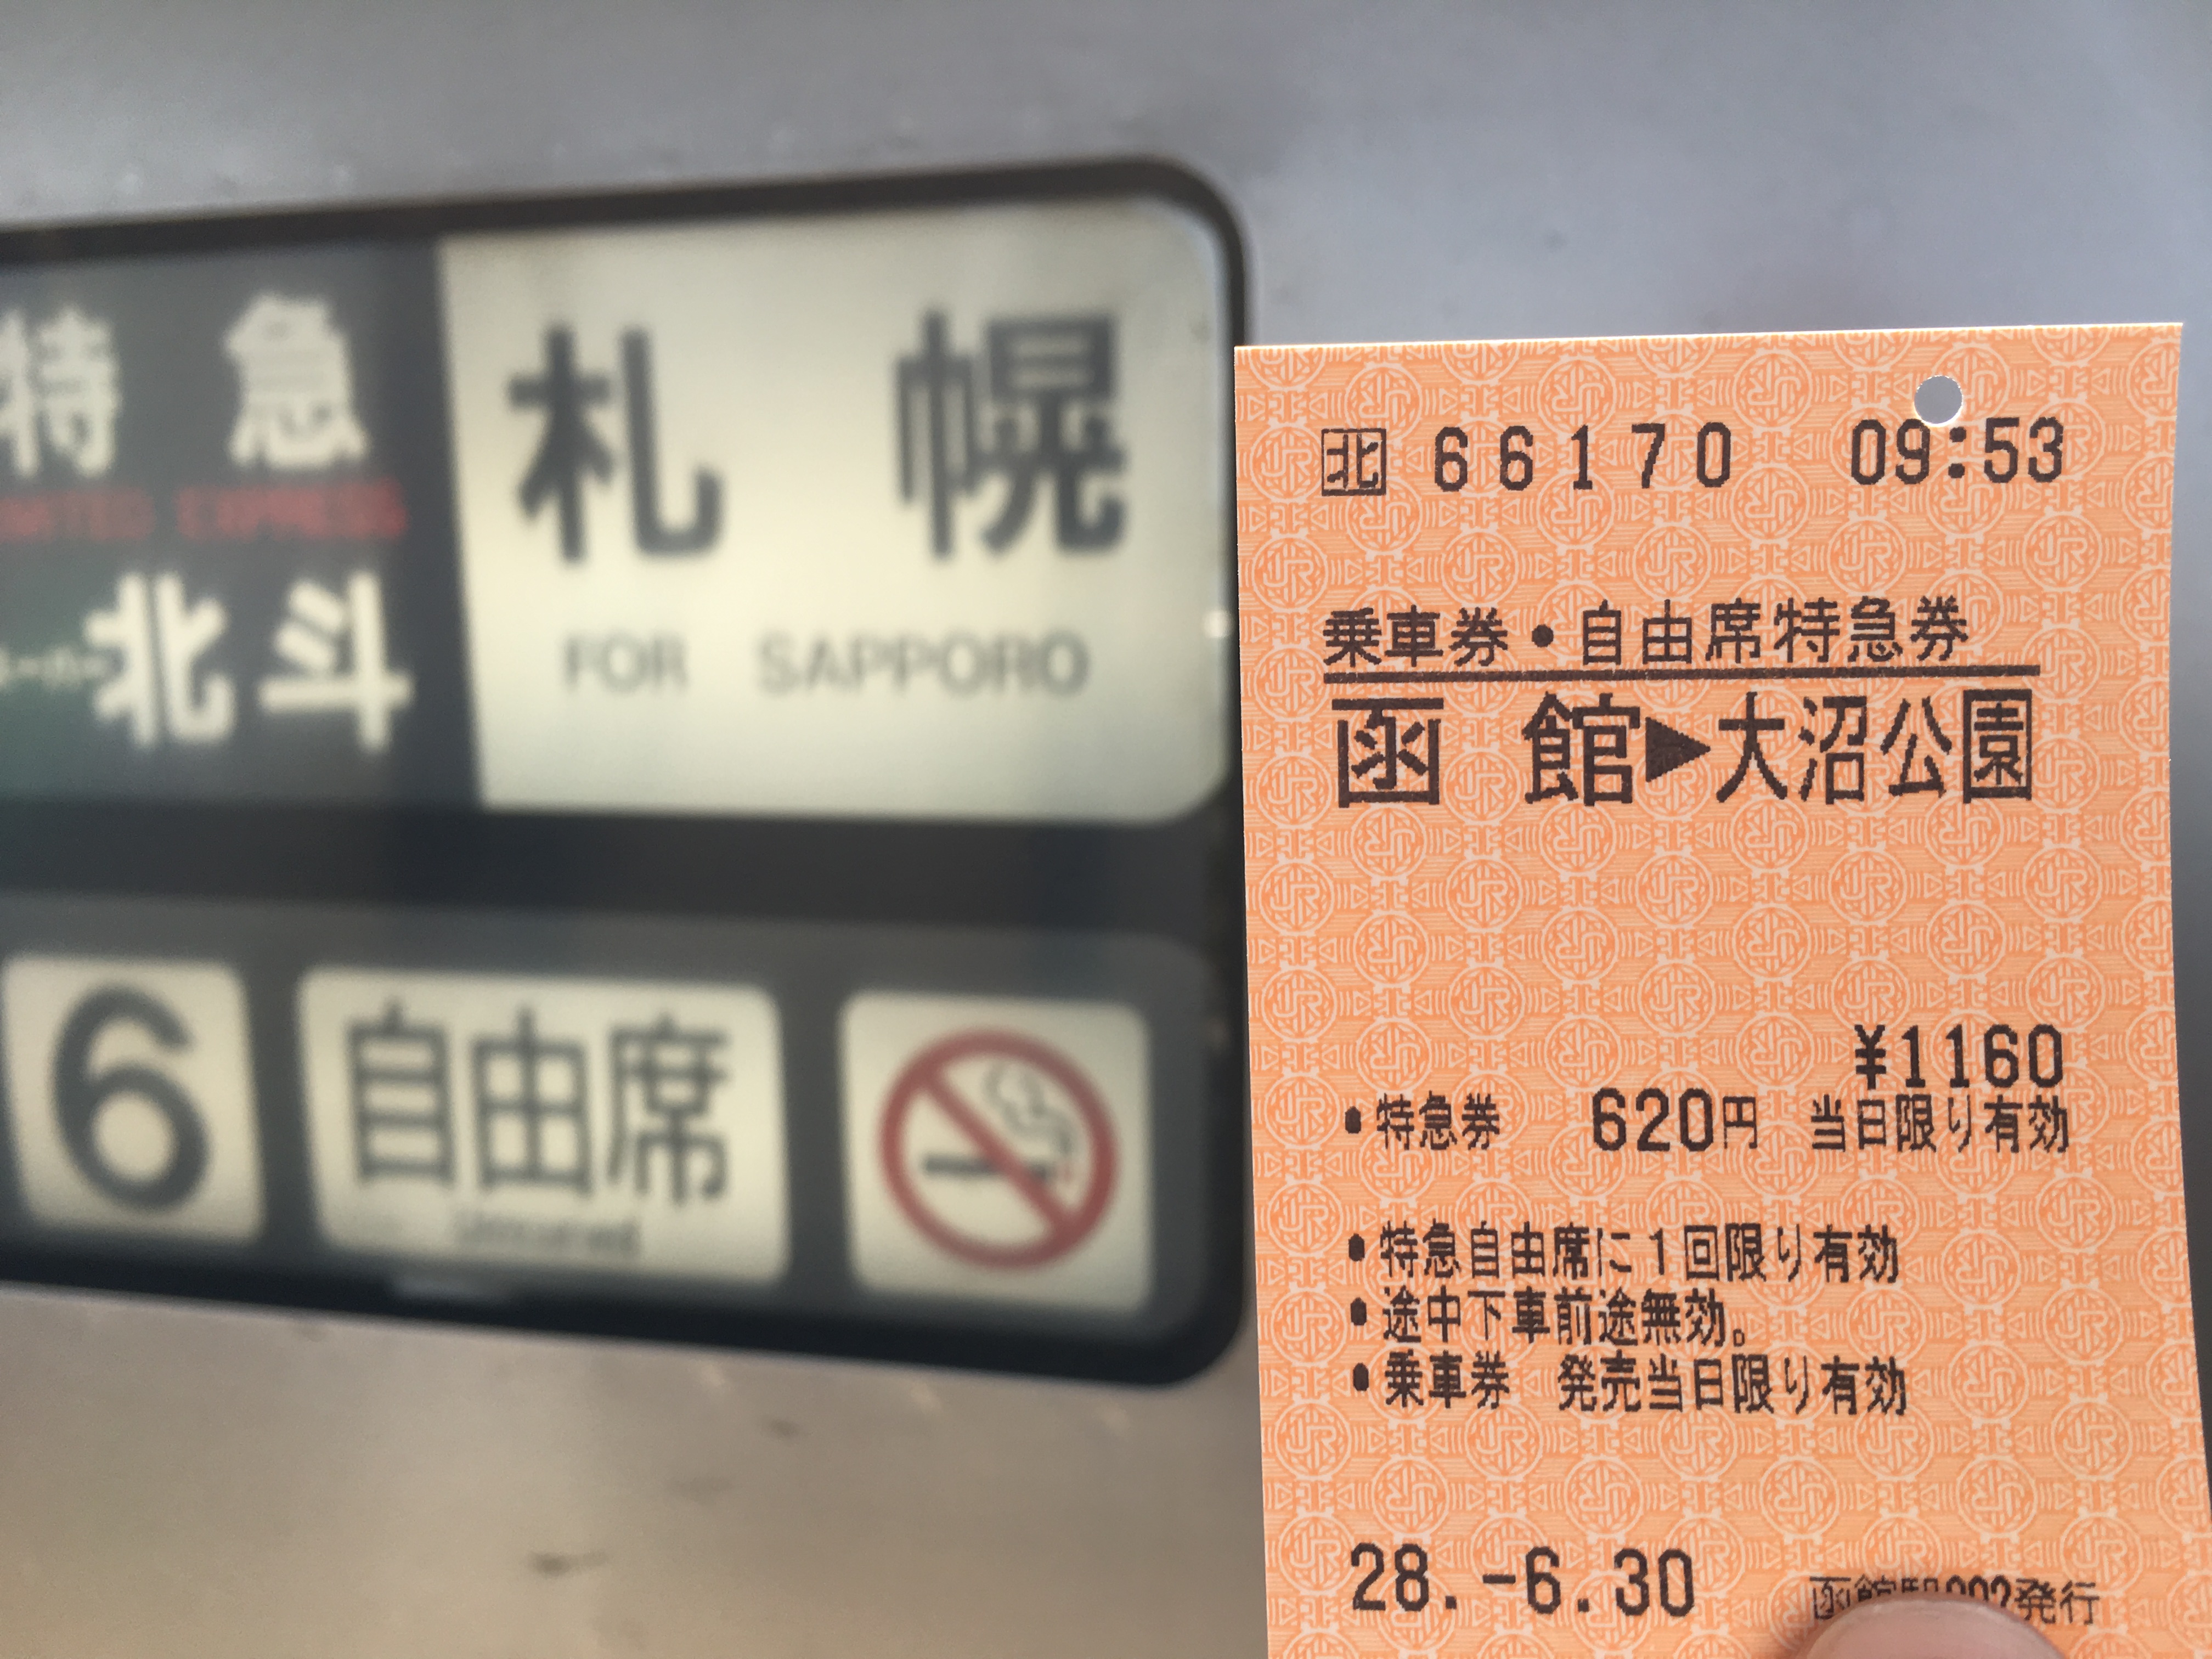 特急
LIMITED EXPRESS
北斗
札幌
FOR SAPPORO
6
自由席
北 66170 09:53
乗車券・自由席特急券
函館▶大沼公園
¥1160
・特急券 620円 当日限り有効
・特急自由席に1回限り有効
・途中下車前途無効。
・乗車券 発売当日限り有効
28.-6.30
発行